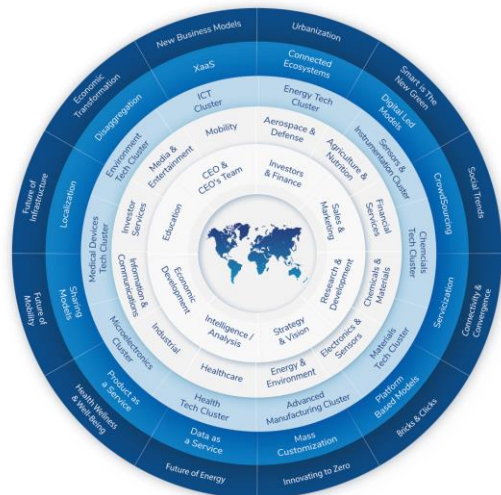 New Business Models
Urbanization
Smart is The
New Green
Social Trends
Connectivity &
Convergence
Bricks & Clicks
Innovating to Zero
Future of Energy
Health Wellness
& Well-Being
Future of
Mobility
Future of
Infrastructure
Economic
Transformation
XaaS
Connected
Ecosystems
Digital Led
Models
CrowdSourcing
Servicization
Platform
Based Models
Mass
Customization
Data as
a Service
Product as
a Service
Sharing
Models
Localization
Disaggregation
ICT
Cluster
Energy Tech
Cluster
Sensors &
Instrumentation Cluster
Chemcials
Tech Cluster
Materials
Tech Cluster
Advanced
Manufacturing Cluster
Health
Tech Cluster
Microelectronics
Cluster
Medical Devices
Tech Cluster
Environment
Tech Cluster
Mobility
Aerospace &
Defense
Agriculture &
Nutrition
Financial
Services
Chemicals &
Materials
Electronics &
Sensors
Energy &
Environment
Healthcare
Industrial
Information &
Communications
Investor
Services
Media &
Entertainment
CEO &
CEO's Team
Investors
& Finance
Sales &
Marketing
Research &
Development
Strategy
& Vision
Intelligence /
Analysis
Economic
Development
Education